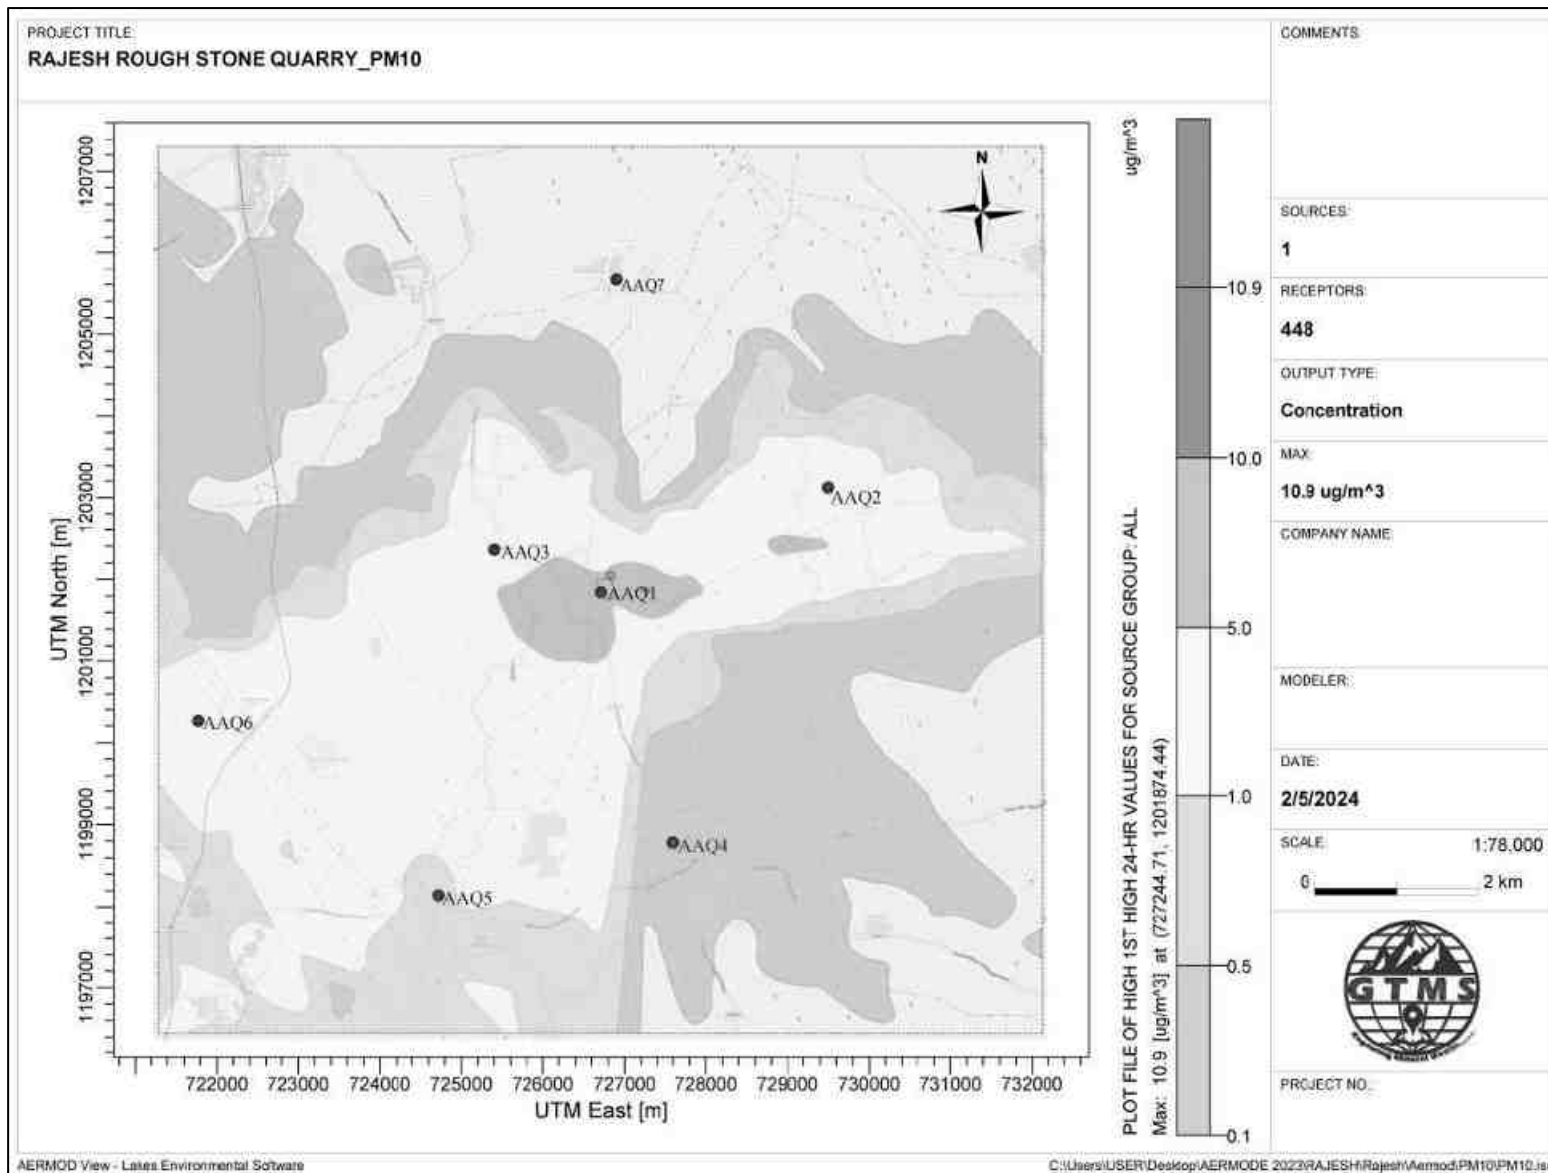 PROJECT TITLE:
RAJESH ROUGH STONE QUARRY_PM10
COMMENTS:
SOURCES:
1
RECEPTORS:
448
OUTPUT TYPE:
Concentration
MAX:
10.9 ug/m^3
COMPANY NAME:
MODELER:
DATE:
2/5/2024
SCALE:
1:78,000
0
2 km
GTMS
PROJECT NO.:
UTM North [m]
1207000
1205000
1203000
1201000
1199000
1197000
N
AAQ7
AAQ2
AAQ3
AAQ1
AAQ6
AAQ4
AAQ5
722000 723000 724000 725000 726000 727000 728000 729000 730000 731000 732000
UTM East [m]
PLOT FILE OF HIGH 1ST HIGH 24-HR VALUES FOR SOURCE GROUP: ALL
Max: 10.9 [ug/m^3] at (727244.71, 1201874.44)
ug/m^3
10.9
10.0
5.0
1.0
0.5
0.1
AERMOD View - Lakes Environmental Software
C:\Users\USER\Desktop\AERMODE 2023\RAJESH\Rajesh\Aermod\PM10\PM10.is